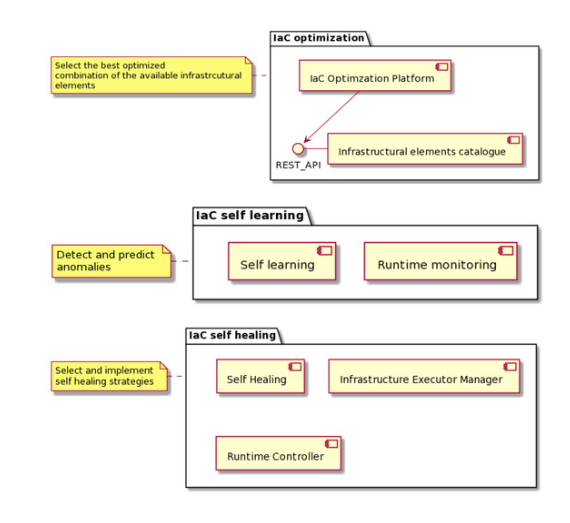 IaC optimization
Select the best optimized
combination of the available infrastrcutural
elements
IaC Optimzation Platform
Infrastructural elements catalogue
REST_API
IaC self learning
Detect and predict
anomalies
Self learning
Runtime monitoring
IaC self healing
Select and implement
self healing strategies
Self Healing
Infrastructure Executor Manager
Runtime Controller